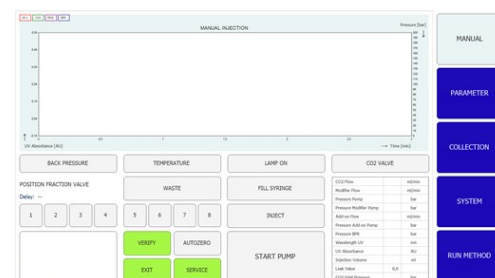 MANUAL INJECTION
Pressure [bar]
UV Absorbance [AU]
Time [min]
MANUAL
PARAMETER
COLLECTION
SYSTEM
RUN METHOD
BACK PRESSURE
TEMPERATURE
LAMP ON
CO2 VALVE
POSITION FRACTION VALVE
Delay: --
WASTE
FILL SYRINGE
1 2 3 4 5 6 7 8
INJECT
VERIFY
AUTOZERO
START PUMP
EXIT
SERVICE
CO2 Flow ml/min
Modifier Flow ml/min
Pressure Pump bar
Pressure Modifier Pump bar
Add-on Flow ml/min
Pressure Add-on Pump bar
Pressure BPR bar
Wavelength UV nm
UV Absorbance AU
Injection Volume ml
Leak Value 0,0